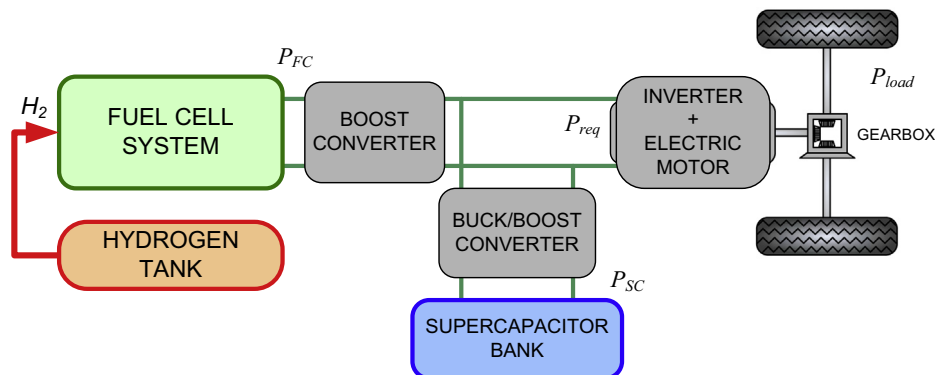 P_FC
H_2
FUEL CELL
SYSTEM
BOOST
CONVERTER
P_req
INVERTER
+
ELECTRIC
MOTOR
P_load
GEARBOX
HYDROGEN
TANK
BUCK/BOOST
CONVERTER
P_SC
SUPERCAPACITOR
BANK